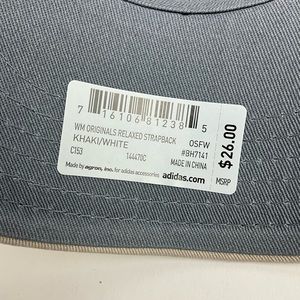 7 16106 81238 5
WM ORIGINALS RELAXED STRAPBACK
OSFW
KHAKI/WHITE
#BH7141
C153
144470C
MADE IN CHINA
Made by agron, inc. for adidas accessories
adidas.com
$26.00
MSRP